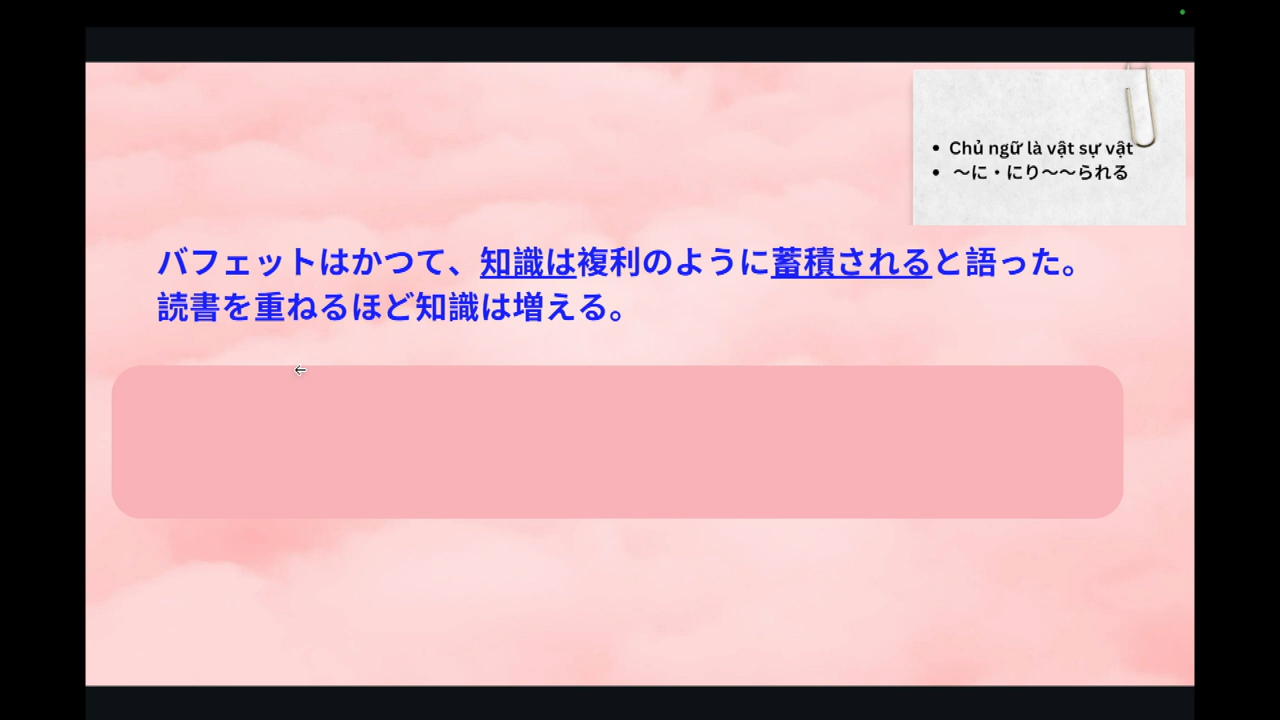 • Chủ ngữ là vật sự vật
• ～に・にり～～られる
バフェットはかつて、知識は複利のように蓄積されると語った。
読書を重ねるほど知識は増える。